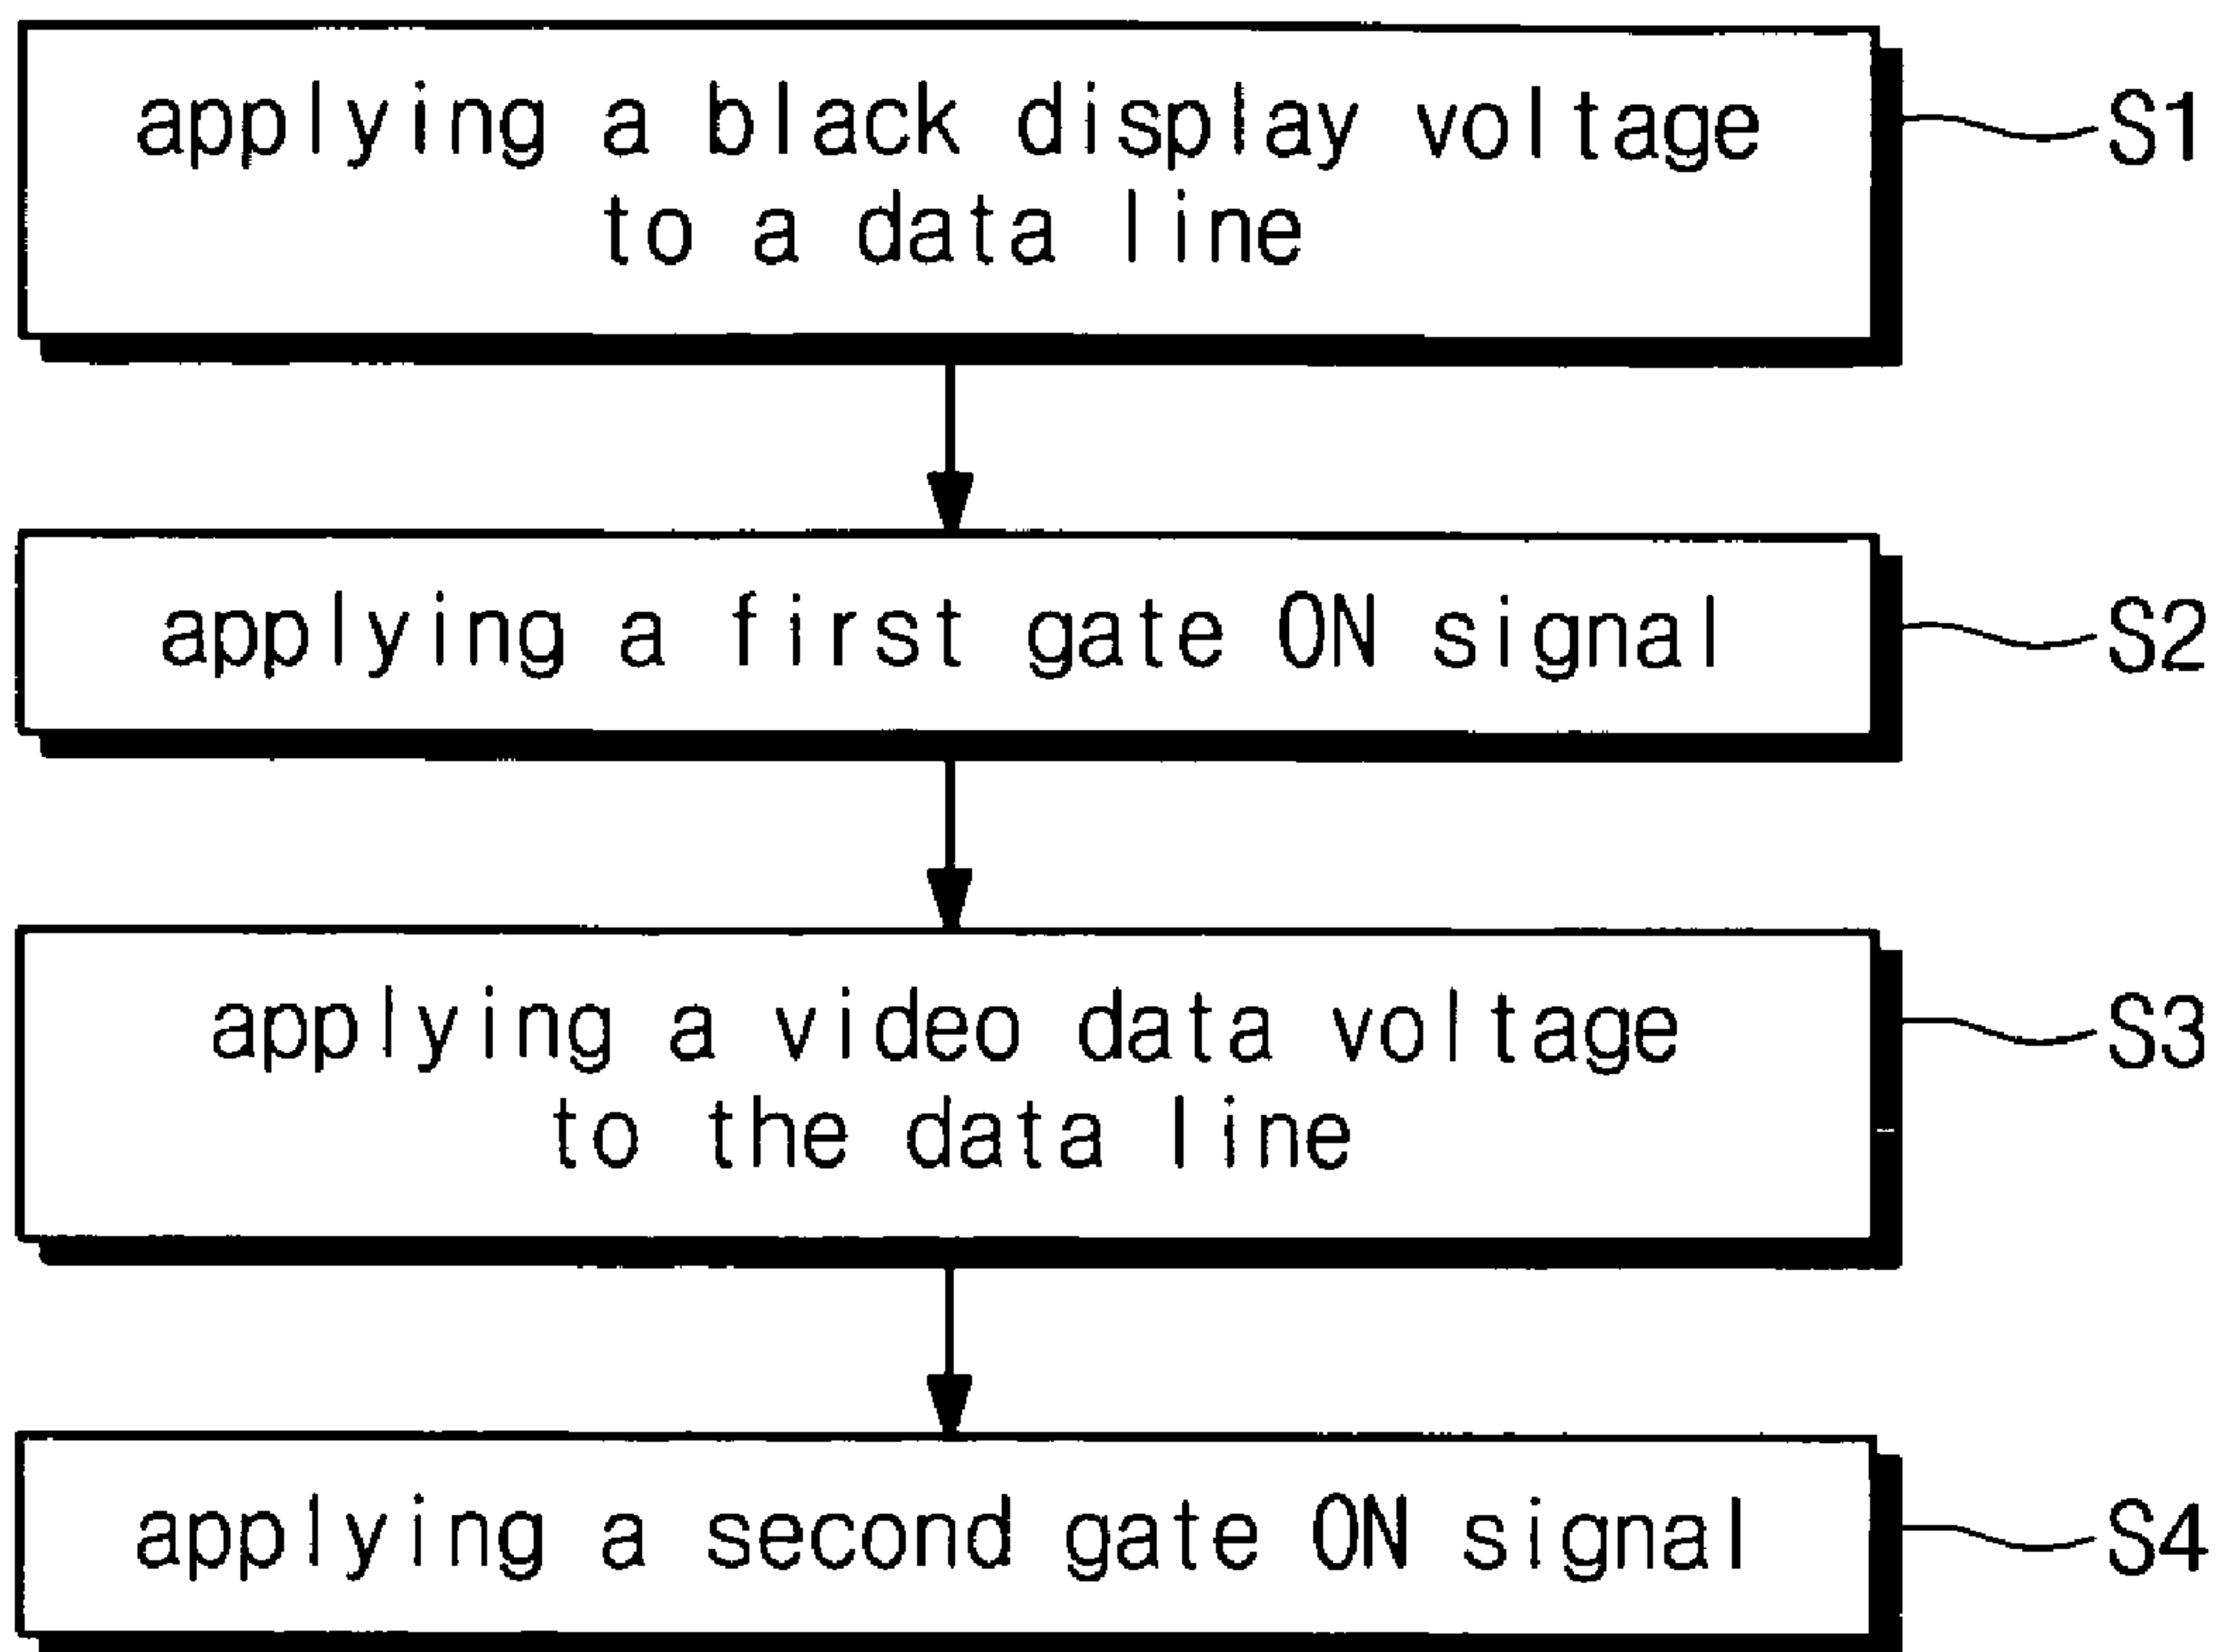 applying a black display voltage
to a data line
S1
applying a first gate ON signal
S2
applying a video data voltage
to the data line
S3
applying a second gate ON signal
S4